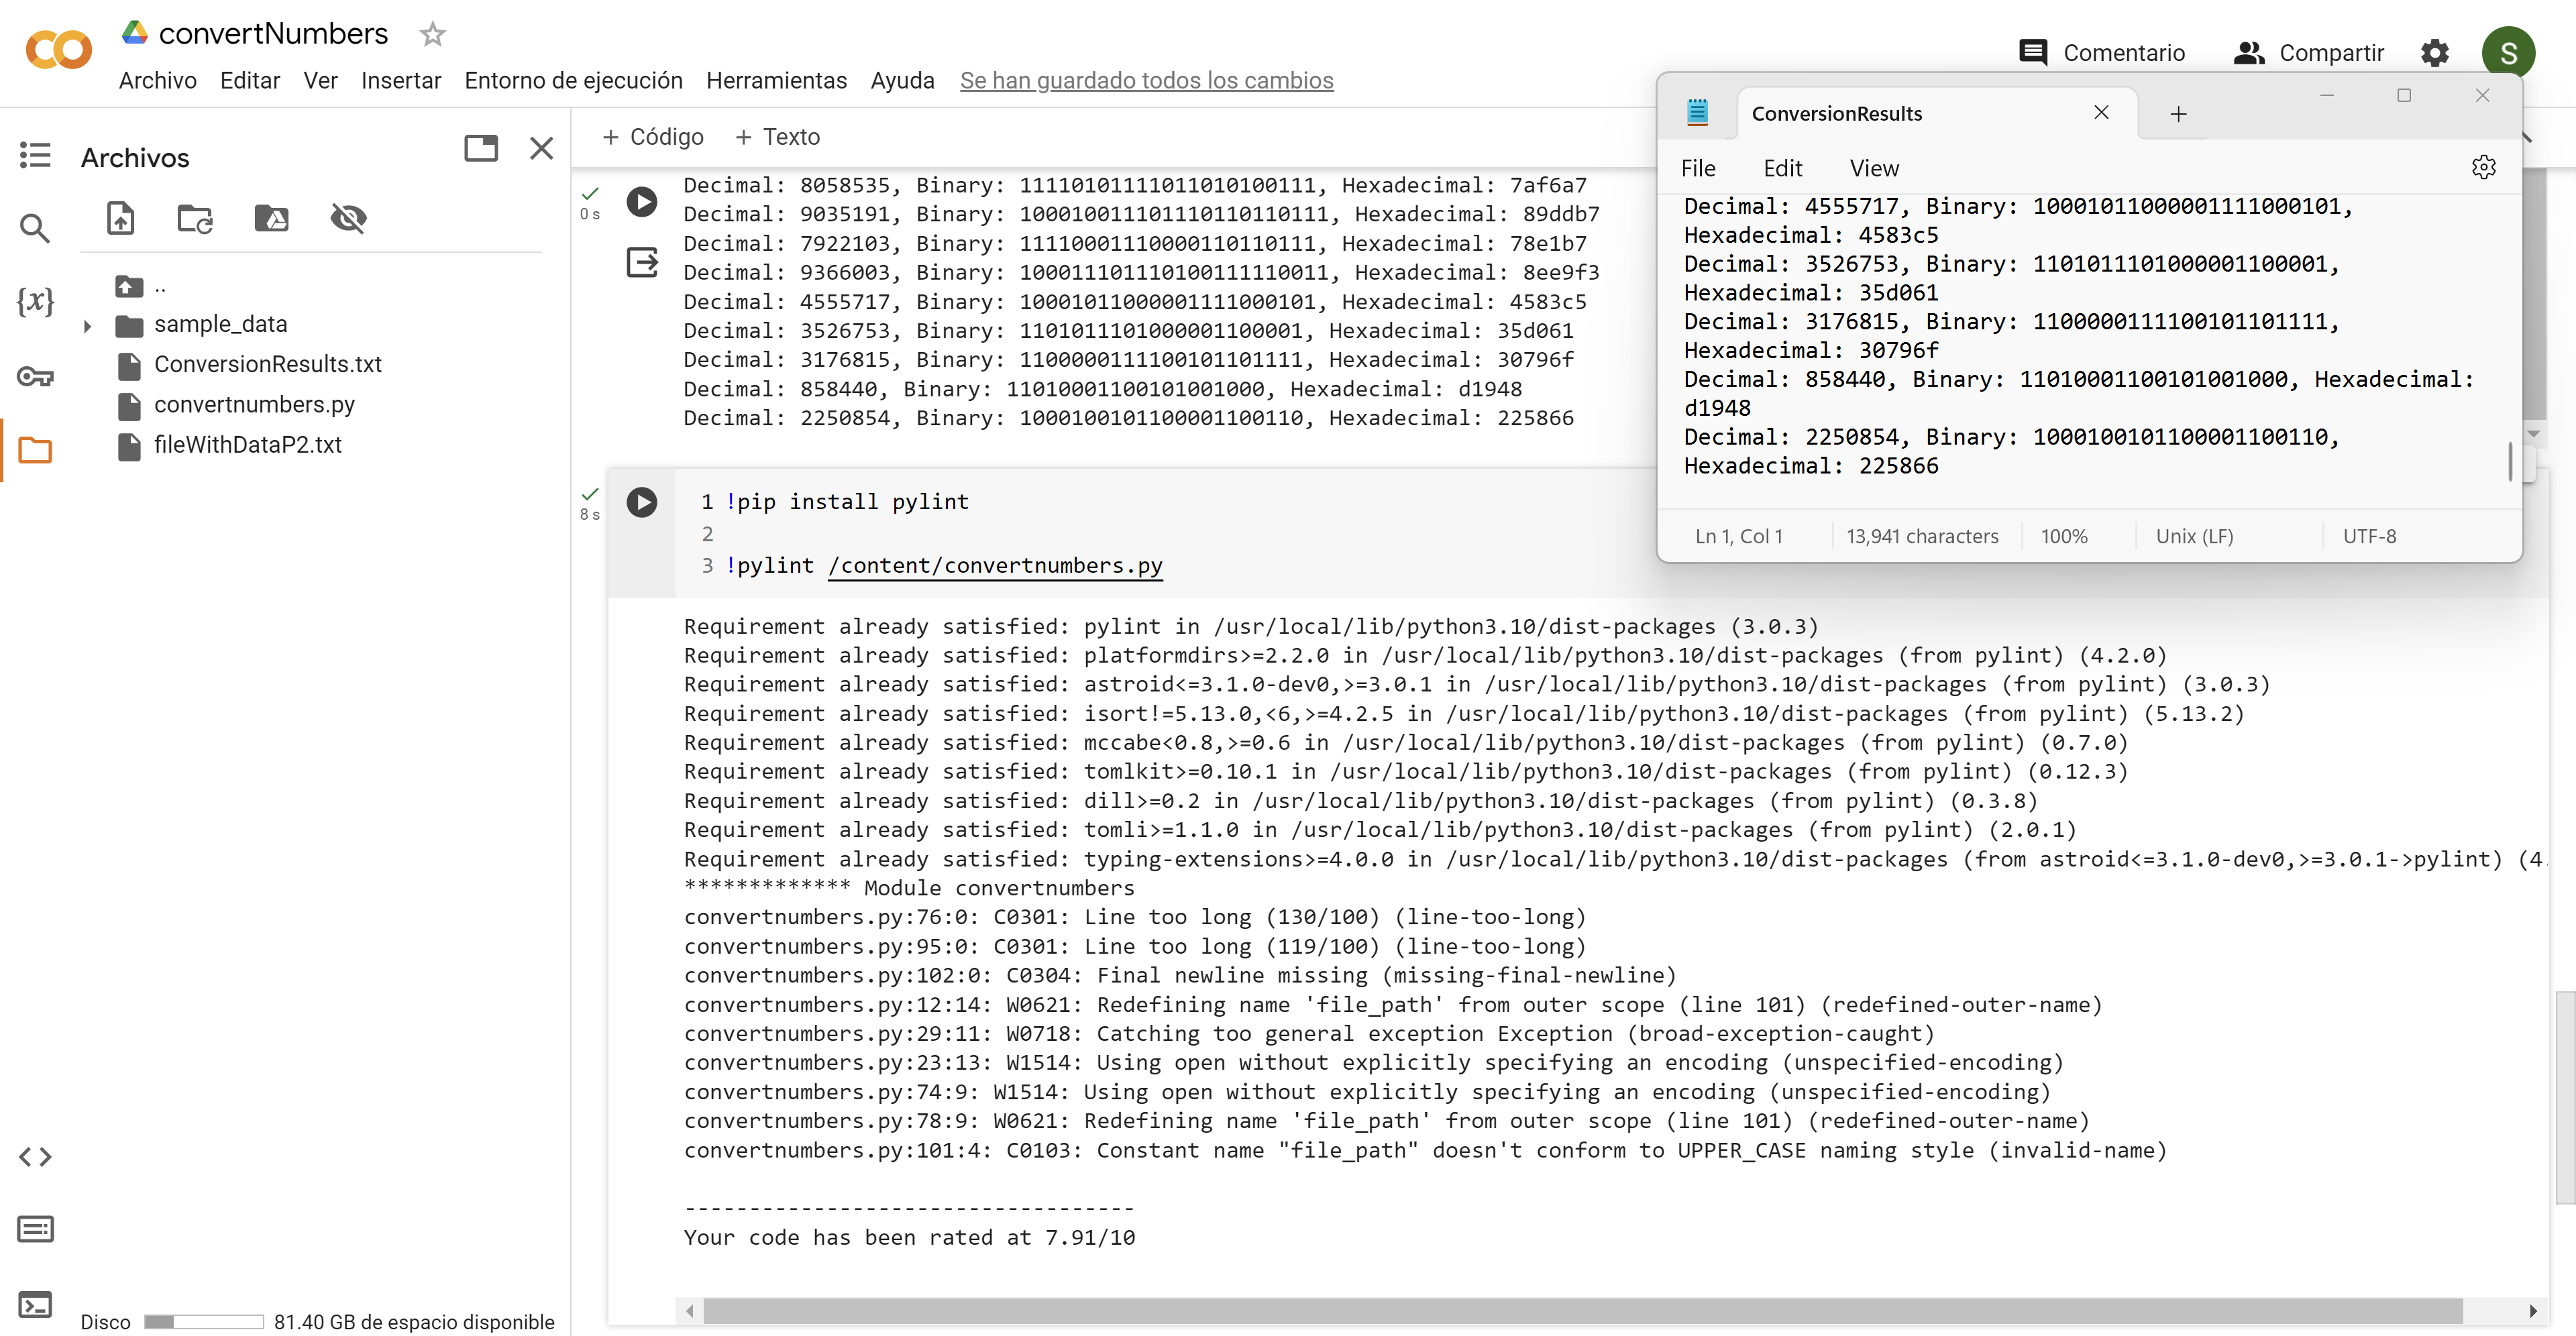 convertNumbers
Archivo Editar Ver Insertar Entorno de ejecución Herramientas Ayuda Se han guardado todos los cambios
Comentario Compartir S
Archivos
..
sample_data
ConversionResults.txt
convertnumbers.py
fileWithDataP2.txt
{x}
Disco 81.40 GB de espacio disponible
+ Código + Texto
0 s
Decimal: 8058535, Binary: 11110101111011010100111, Hexadecimal: 7af6a7
Decimal: 9035191, Binary: 100010011101110110110111, Hexadecimal: 89ddb7
Decimal: 7922103, Binary: 11110001110000110110111, Hexadecimal: 78e1b7
Decimal: 9366003, Binary: 100011101110100111110011, Hexadecimal: 8ee9f3
Decimal: 4555717, Binary: 10001011000001111000101, Hexadecimal: 4583c5
Decimal: 3526753, Binary: 1101011101000001100001, Hexadecimal: 35d061
Decimal: 3176815, Binary: 1100000111100101101111, Hexadecimal: 30796f
Decimal: 858440, Binary: 11010001100101001000, Hexadecimal: d1948
Decimal: 2250854, Binary: 1000100101100001100110, Hexadecimal: 225866
8 s
1 !pip install pylint
2
3 !pylint /content/convertnumbers.py
Requirement already satisfied: pylint in /usr/local/lib/python3.10/dist-packages (3.0.3)
Requirement already satisfied: platformdirs>=2.2.0 in /usr/local/lib/python3.10/dist-packages (from pylint) (4.2.0)
Requirement already satisfied: astroid<=3.1.0-dev0,>=3.0.1 in /usr/local/lib/python3.10/dist-packages (from pylint) (3.0.3)
Requirement already satisfied: isort!=5.13.0,<6,>=4.2.5 in /usr/local/lib/python3.10/dist-packages (from pylint) (5.13.2)
Requirement already satisfied: mccabe<0.8,>=0.6 in /usr/local/lib/python3.10/dist-packages (from pylint) (0.7.0)
Requirement already satisfied: tomlkit>=0.10.1 in /usr/local/lib/python3.10/dist-packages (from pylint) (0.12.3)
Requirement already satisfied: dill>=0.2 in /usr/local/lib/python3.10/dist-packages (from pylint) (0.3.8)
Requirement already satisfied: tomli>=1.1.0 in /usr/local/lib/python3.10/dist-packages (from pylint) (2.0.1)
Requirement already satisfied: typing-extensions>=4.0.0 in /usr/local/lib/python3.10/dist-packages (from astroid<=3.1.0-dev0,>=3.0.1->pylint) (4.
************* Module convertnumbers
convertnumbers.py:76:0: C0301: Line too long (130/100) (line-too-long)
convertnumbers.py:95:0: C0301: Line too long (119/100) (line-too-long)
convertnumbers.py:102:0: C0304: Final newline missing (missing-final-newline)
convertnumbers.py:12:14: W0621: Redefining name 'file_path' from outer scope (line 101) (redefined-outer-name)
convertnumbers.py:29:11: W0718: Catching too general exception Exception (broad-exception-caught)
convertnumbers.py:23:13: W1514: Using open without explicitly specifying an encoding (unspecified-encoding)
convertnumbers.py:74:9: W1514: Using open without explicitly specifying an encoding (unspecified-encoding)
convertnumbers.py:78:9: W0621: Redefining name 'file_path' from outer scope (line 101) (redefined-outer-name)
convertnumbers.py:101:4: C0103: Constant name "file_path" doesn't conform to UPPER_CASE naming style (invalid-name)
-----------------------------------
Your code has been rated at 7.91/10
ConversionResults
File Edit View
Decimal: 4555717, Binary: 10001011000001111000101,
Hexadecimal: 4583c5
Decimal: 3526753, Binary: 1101011101000001100001,
Hexadecimal: 35d061
Decimal: 3176815, Binary: 1100000111100101101111,
Hexadecimal: 30796f
Decimal: 858440, Binary: 11010001100101001000, Hexadecimal:
d1948
Decimal: 2250854, Binary: 1000100101100001100110,
Hexadecimal: 225866
Ln 1, Col 1 13,941 characters 100% Unix (LF) UTF-8